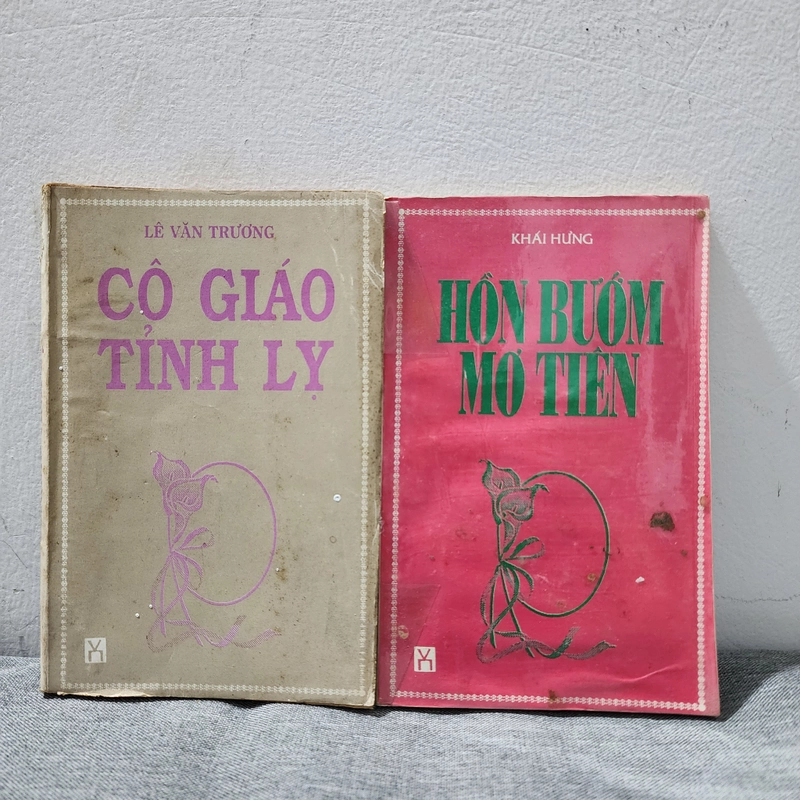 LÊ VĂN TRƯƠNG
CÔ GIÁO
TỈNH LỴ
KHÁI HƯNG
HỒN BƯỚM
MƠ TIÊN